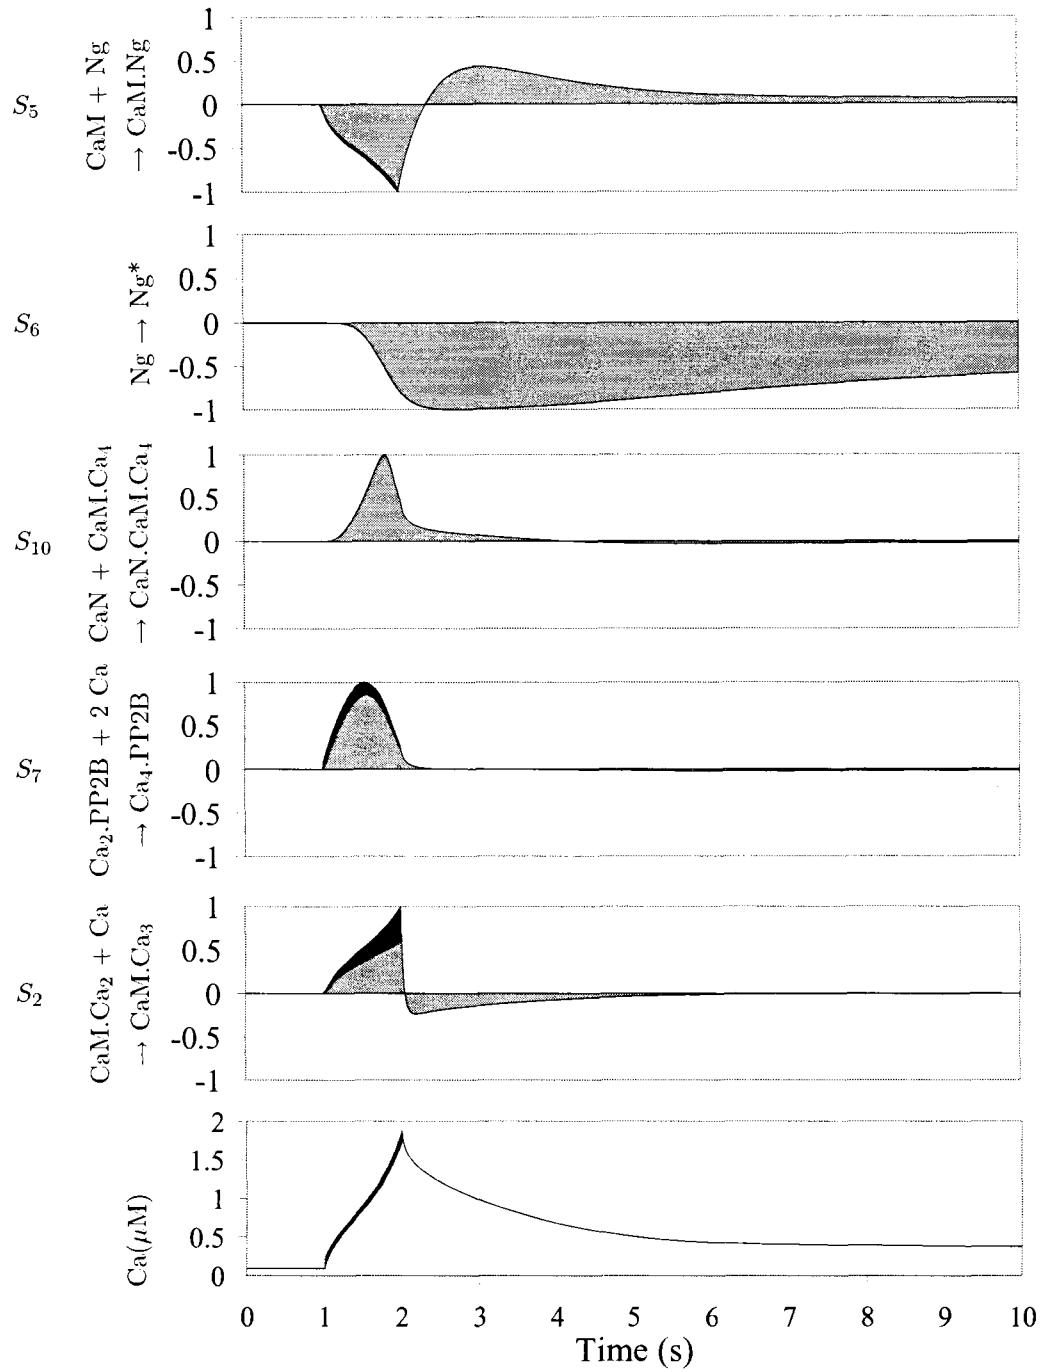 S₅
CaM + Ng
→ CaM.Ng
1
0.5
0
-0.5
-1
S₆
Ng → Ng*
1
0.5
0
-0.5
-1
S₁₀
CaN + CaM.Ca₄
→ CaN.CaM.Ca₄
1
0.5
0
-0.5
-1
S₇
Ca₂.PP2B + 2 Ca
→ Ca₄.PP2B
1
0.5
0
-0.5
-1
S₂
CaM.Ca₂ + Ca
→ CaM.Ca₃
1
0.5
0
-0.5
-1
Ca(μM)
2
1.5
1
0.5
0
0 1 2 3 4 5 6 7 8 9 10
Time (s)